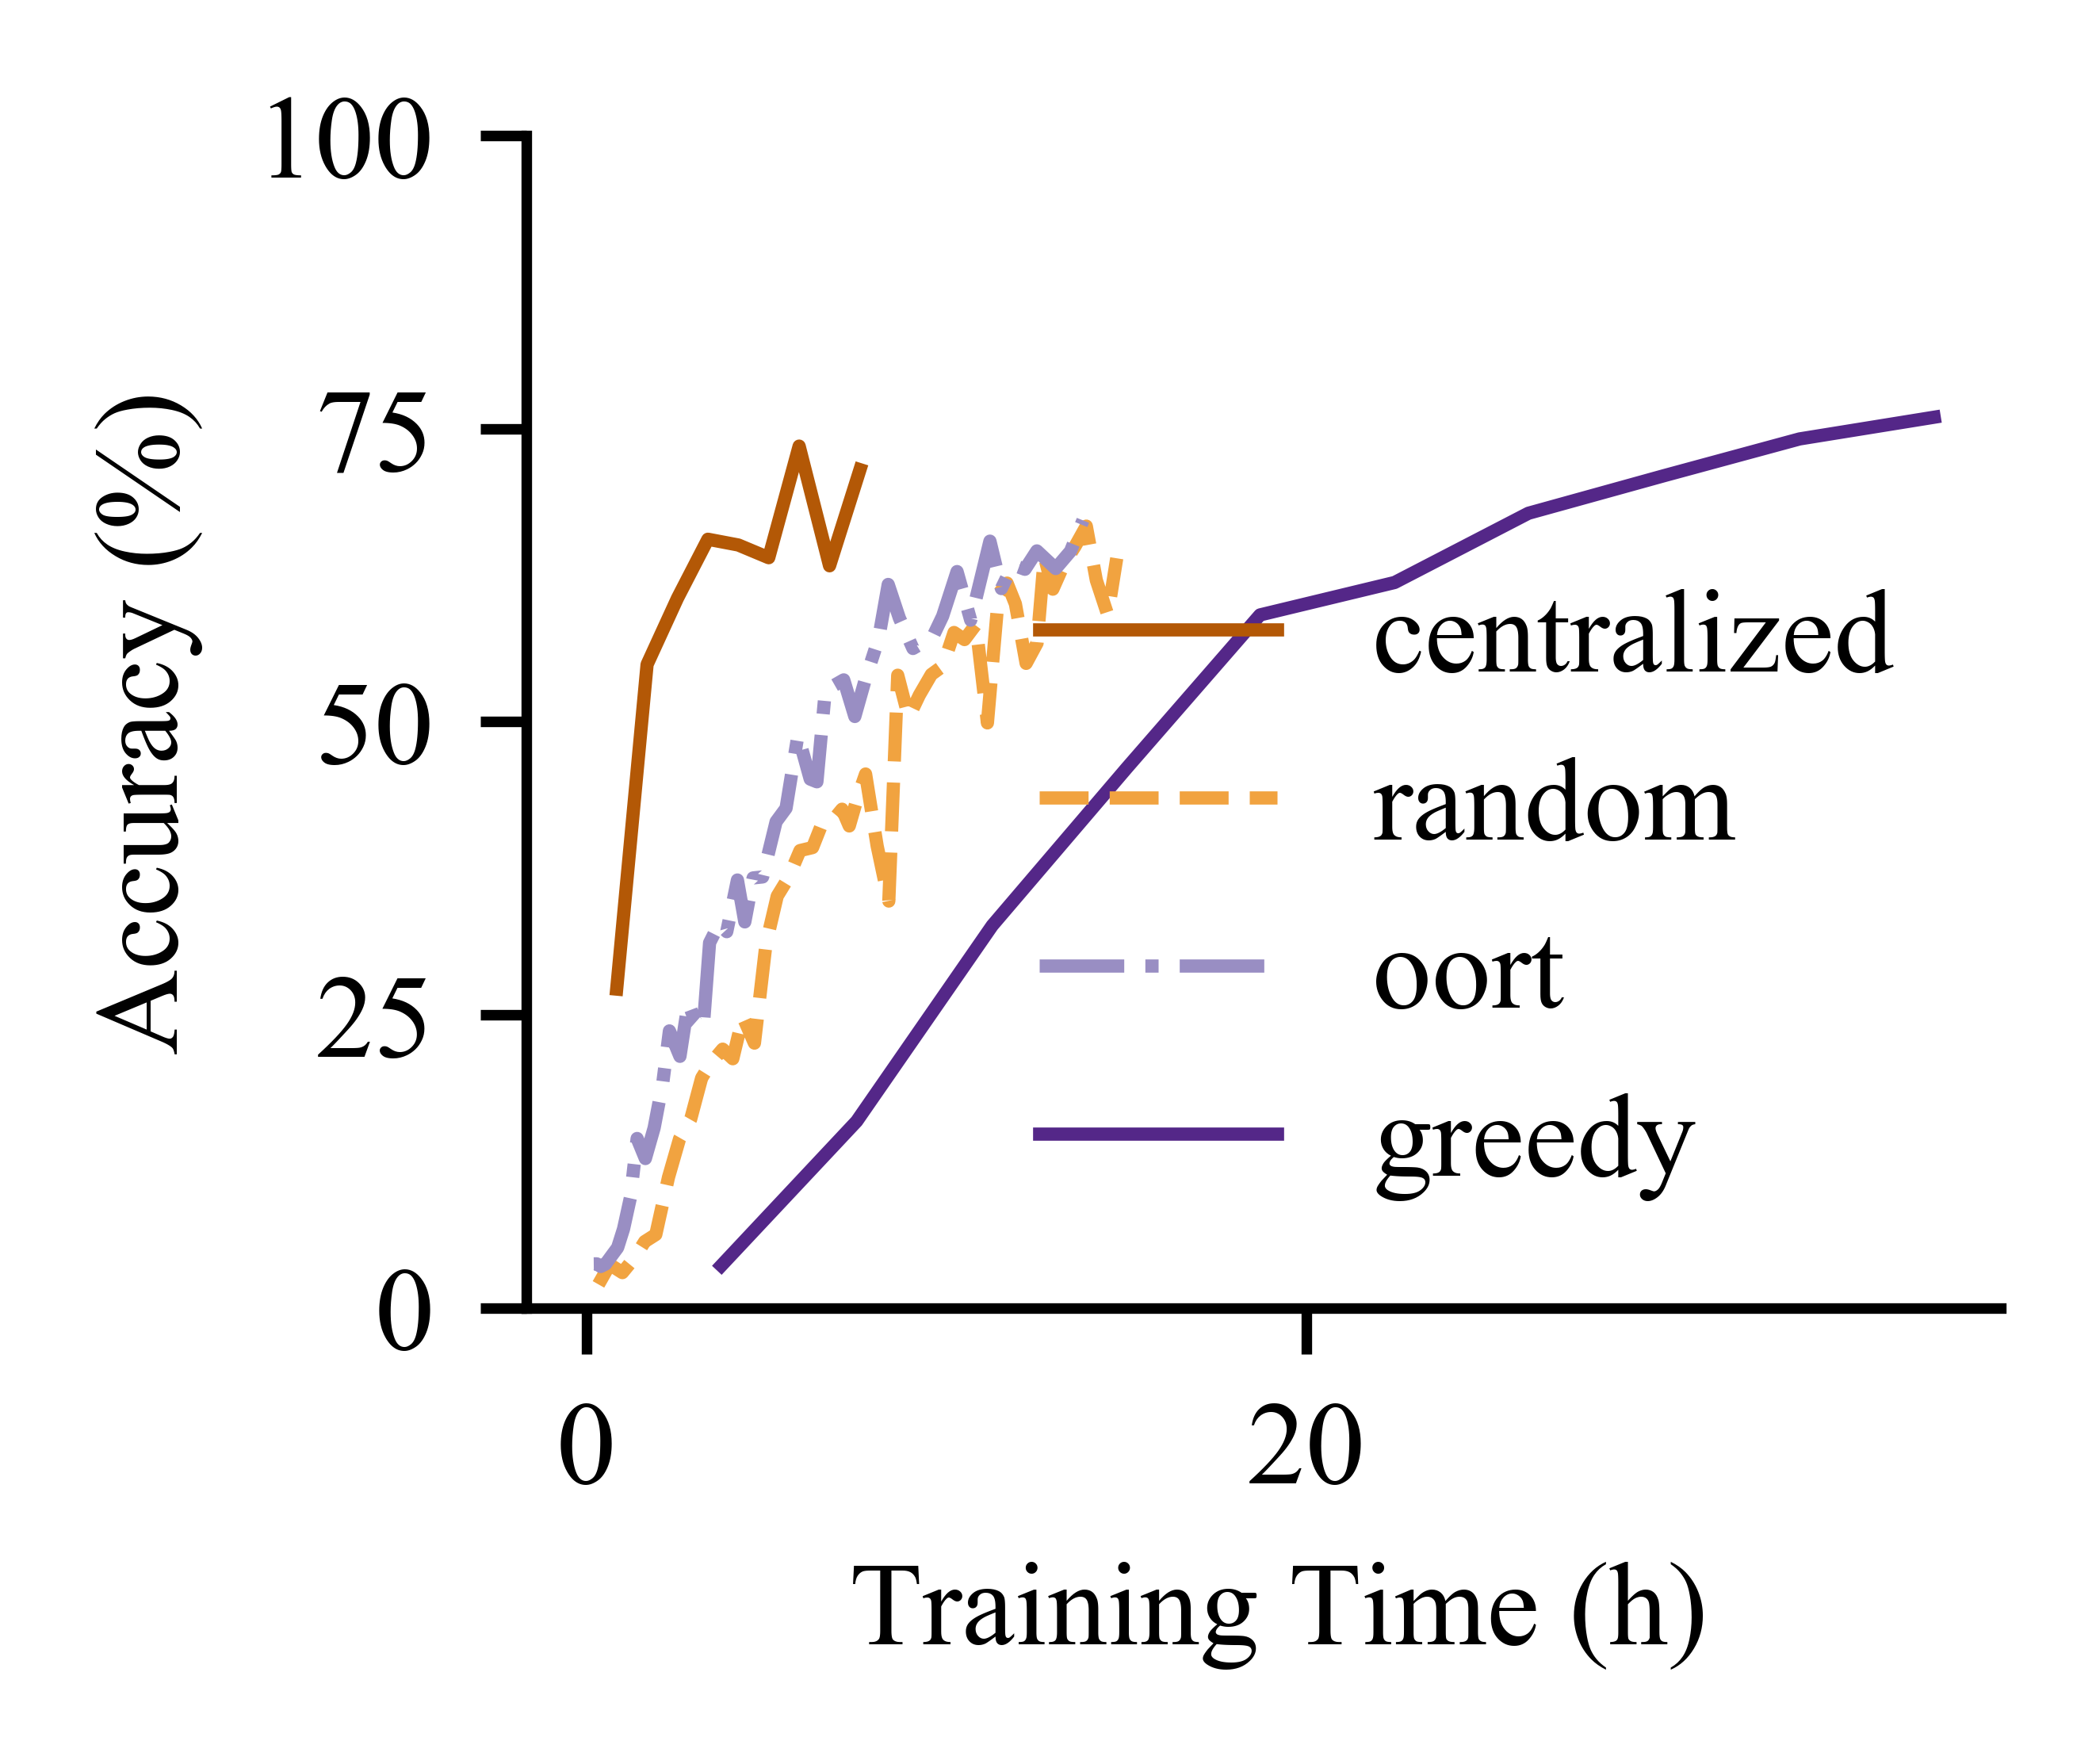 100
75
50
25
0
Accuracy (%)
centralized
random
oort
greedy
0
20
Training Time (h)